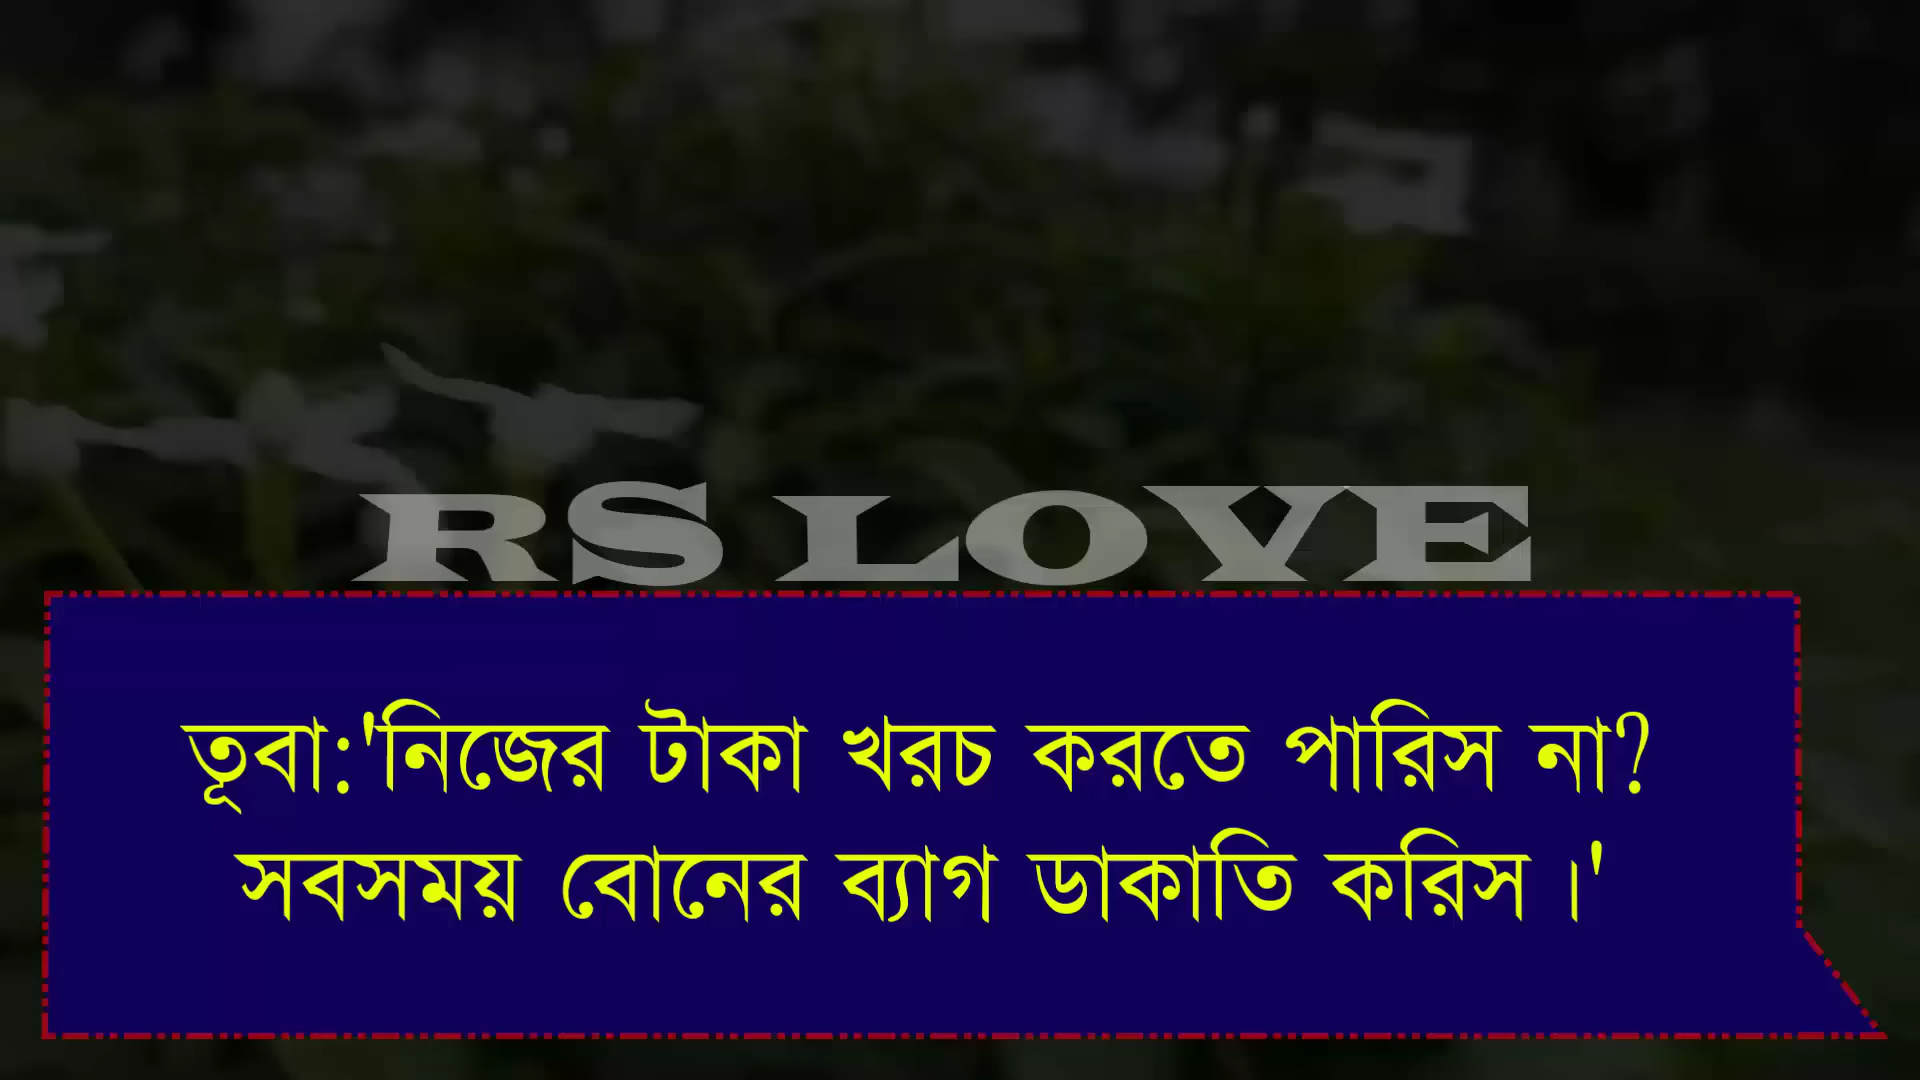 RS LOVE
তূবা:'নিজের টাকা খরচ করতে পারিস না?
সবসময় বোনের ব্যাগ ডাকাতি করিস।'